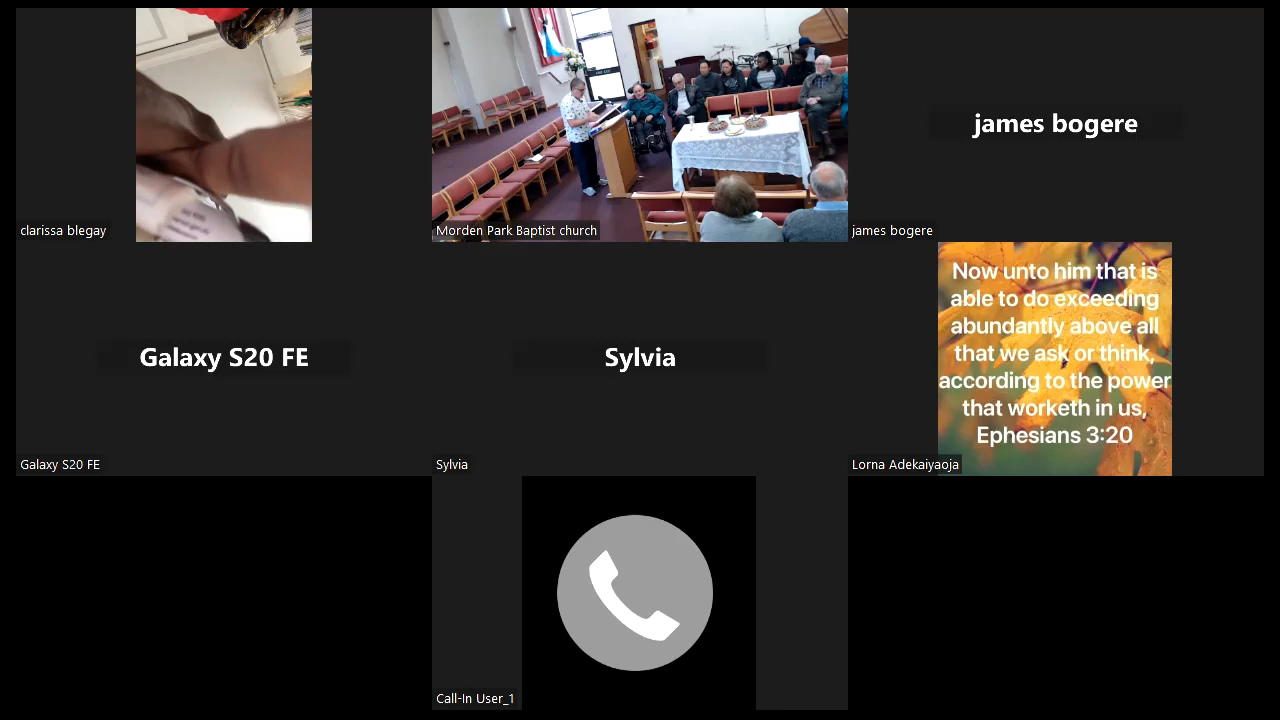 clarissa blegay
Morden Park Baptist church
james bogere
james bogere
Galaxy S20 FE
Galaxy S20 FE
Sylvia
Sylvia
Now unto him that is
able to do exceeding
abundantly above all
that we ask or think,
according to the power
that worketh in us,
Ephesians 3:20
Lorna Adekaiyaoja
Call-In User_1